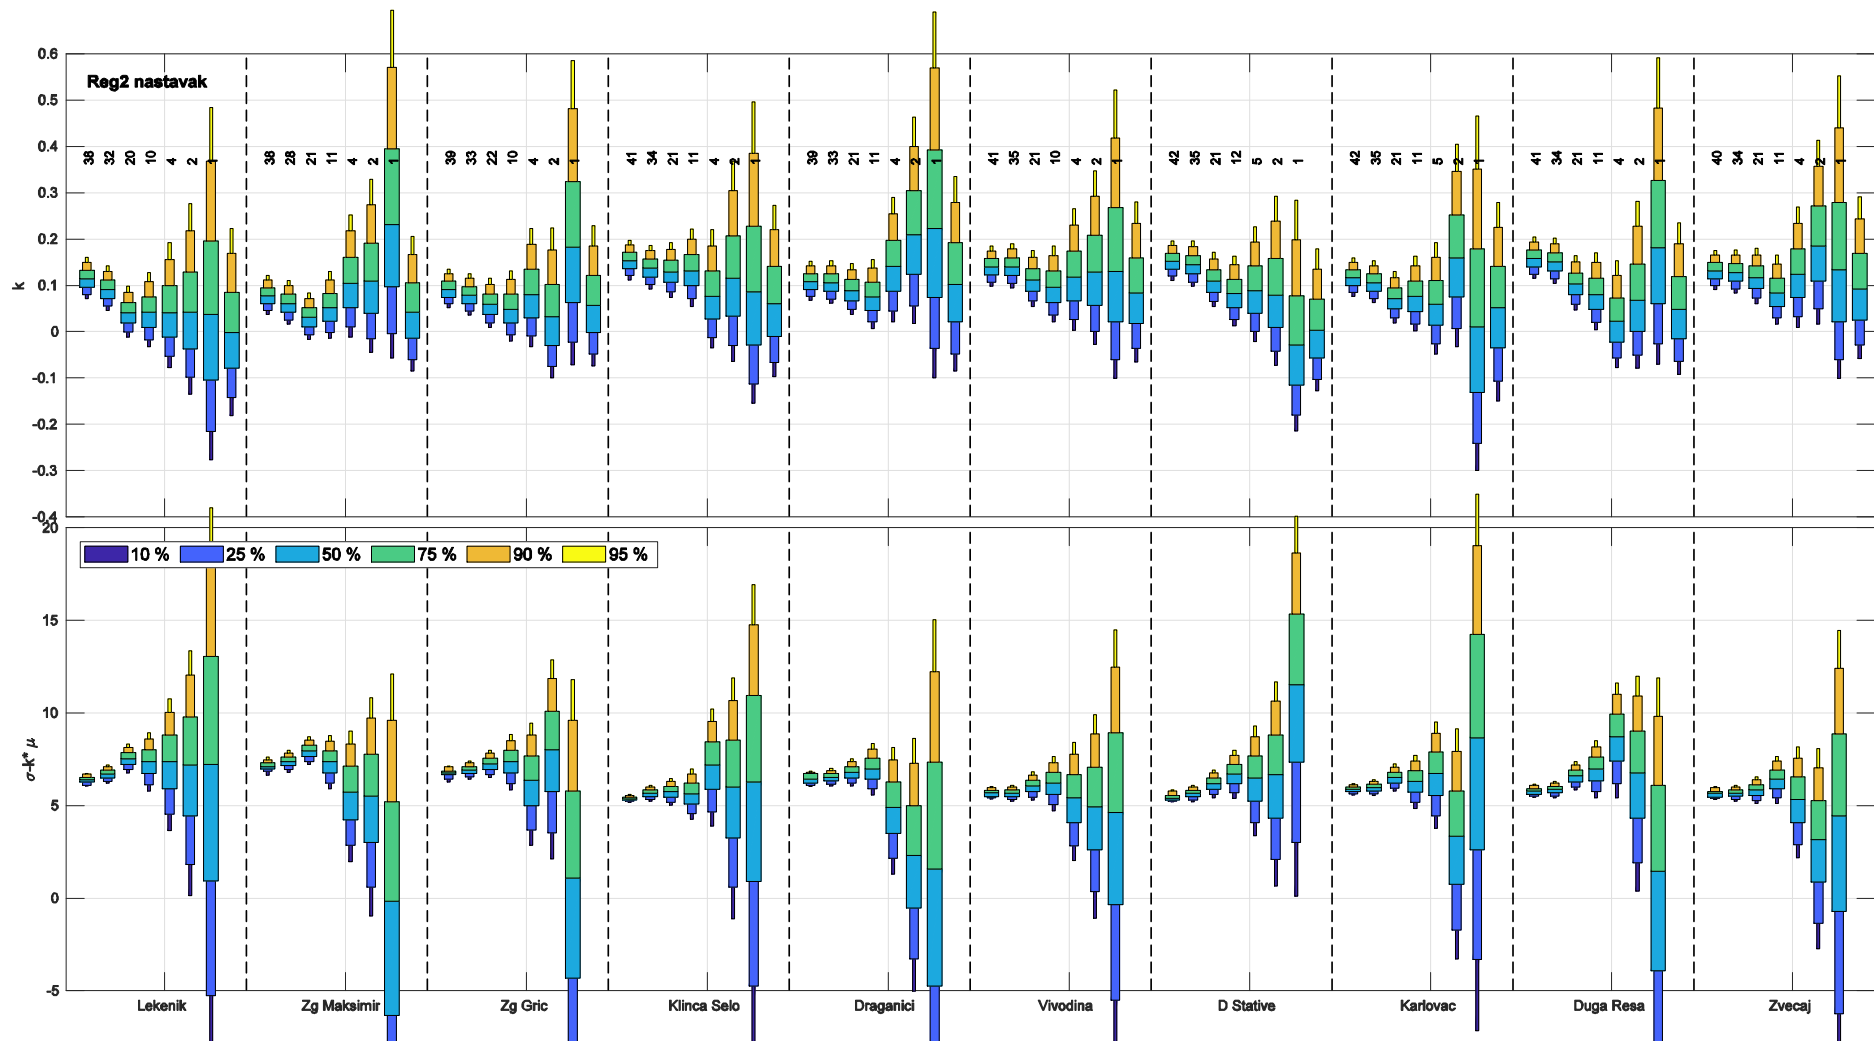 0.6
Reg2 nastavak
0.5
0.4
38 32 20 10 4 2 1 38 28 21 11 4 2 1 39 33 22 10 4 2 1 41 34 21 11 4 2 1 39 33 21 11 4 2 1 41 35 21 10 4 2 1 42 35 21 12 5 2 1 42 35 21 11 5 2 1 41 34 21 11 4 2 1 40 34 21 11 4 2 1
0.3
0.2
k
0.1
0
-0.1
-0.2
-0.3
-0.4
20
10 % 25 % 50 % 75 % 90 % 95 %
15
10
σ-k* μ
5
0
-5
Lekenik Zg Maksimir Zg Gric Klinca Selo Draganici Vivodina D Stative Karlovac Duga Resa Zvecaj